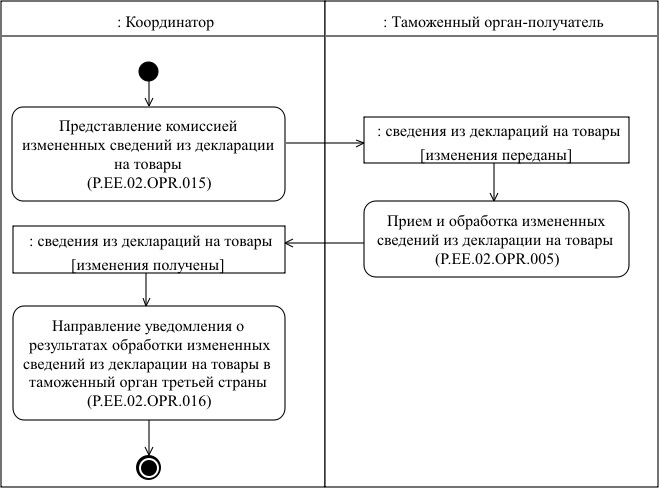 : Координатор
: Таможенный орган-получатель
Представление комиссией
измененных сведений из декларации
на товары
(P.EE.02.OPR.015)
: сведения из деклараций на товары
[изменения переданы]
Прием и обработка измененных
сведений из декларации на товары
(P.EE.02.OPR.005)
: сведения из деклараций на товары
[изменения получены]
Направление уведомления о
результатах обработки измененных
сведений из декларации на товары в
таможенный орган третьей страны
(P.EE.02.OPR.016)